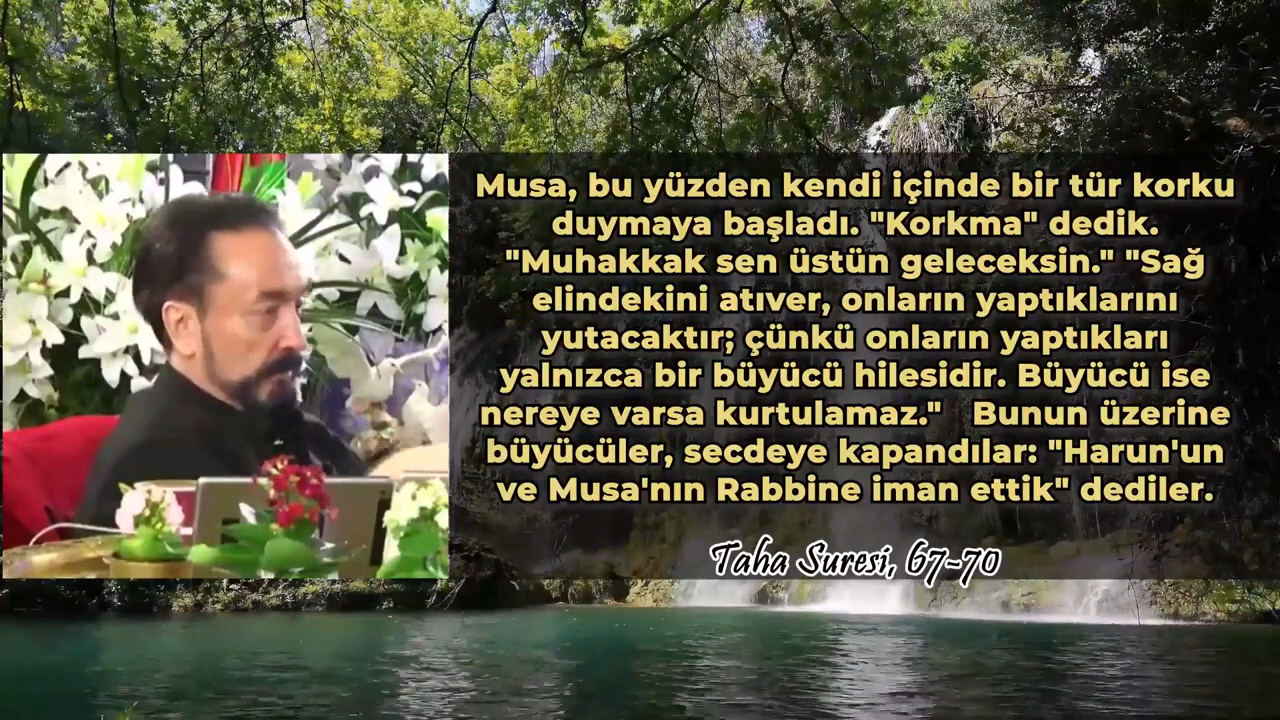 Musa, bu yüzden kendi içinde bir tür korku
duymaya başladı. "Korkma" dedik.
"Muhakkak sen üstün geleceksin." "Sağ
elindekini atıver, onların yaptıklarını
yutacaktır; çünkü onların yaptıkları
yalnızca bir büyücü hilesidir. Büyücü ise
nereye varsa kurtulamaz."   Bunun üzerine
büyücüler, secdeye kapandılar: "Harun'un
ve Musa'nın Rabbine iman ettik" dediler.
Taha Suresi, 67-70